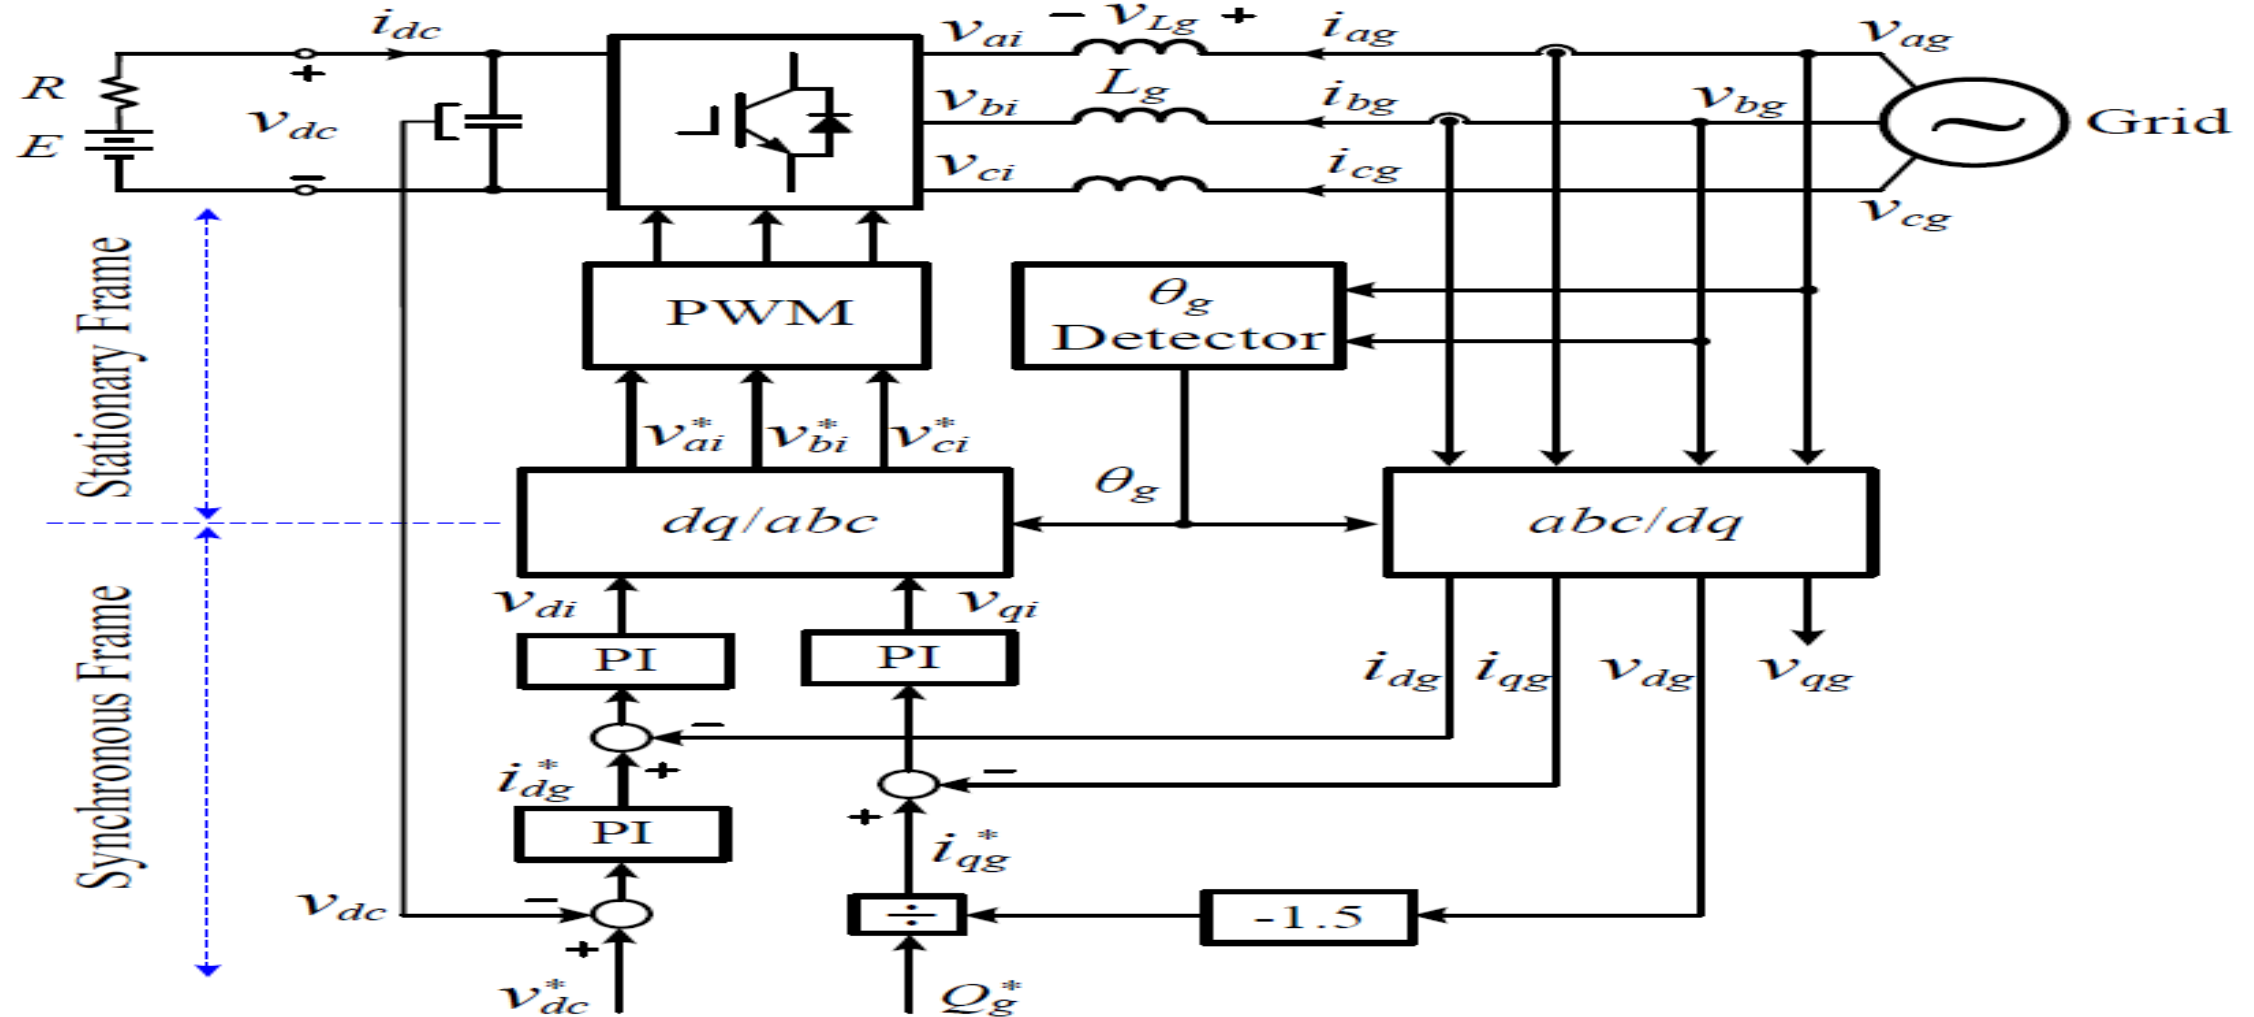 i_dc
v_ai − v_Lg + i_ag v_ag
R + v_dc − E
v_bi L_g i_bg v_bg Grid
v_ci i_cg v_cg
Stationary Frame
PWM
θ_g Detector
v*_ai v*_bi v*_ci
θ_g
dq/abc
abc/dq
Synchronous Frame
v_di v_qi
PI PI
i_dg i_qg v_dg v_qg
− −
i*_dg +
+
PI
i*_qg
v_dc −
÷ -1.5
+
v*_dc Q*_g